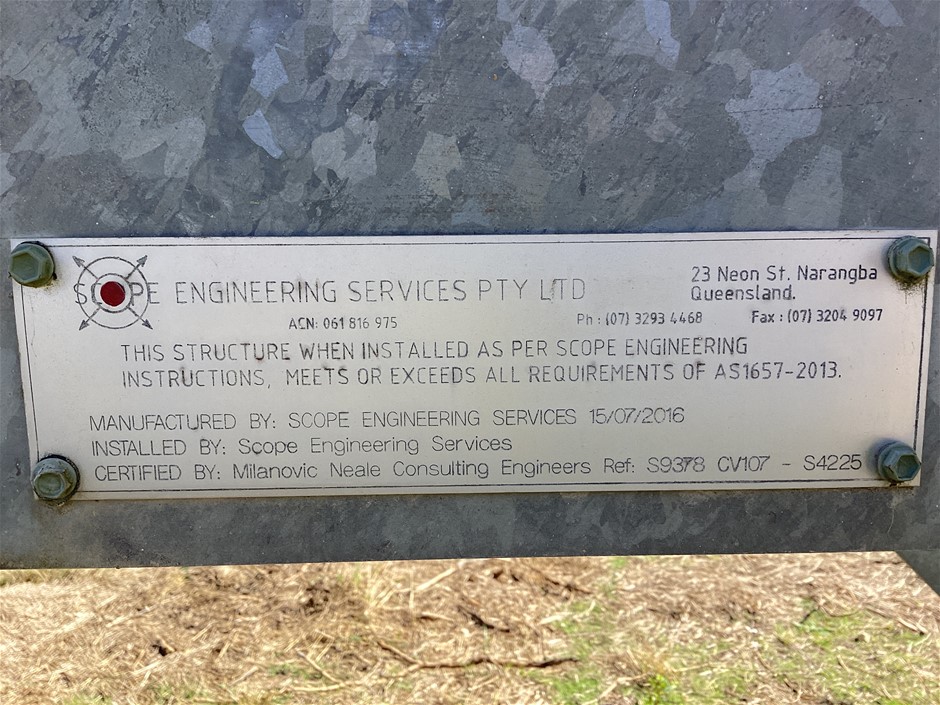 SCOPE ENGINEERING SERVICES PTY LTD
23 Neon St. Narangba
Queensland.
ACN: 061 816 975
Ph : (07) 3293 4468
Fax : (07) 3204 9097
THIS STRUCTURE WHEN INSTALLED AS PER SCOPE ENGINEERING
INSTRUCTIONS, MEETS OR EXCEEDS ALL REQUIREMENTS OF AS1657-2013.
MANUFACTURED BY: SCOPE ENGINEERING SERVICES 15/07/2016
INSTALLED BY: Scope Engineering Services
CERTIFIED BY: Milanovic Neale Consulting Engineers Ref: S9378 CV107 - S4225